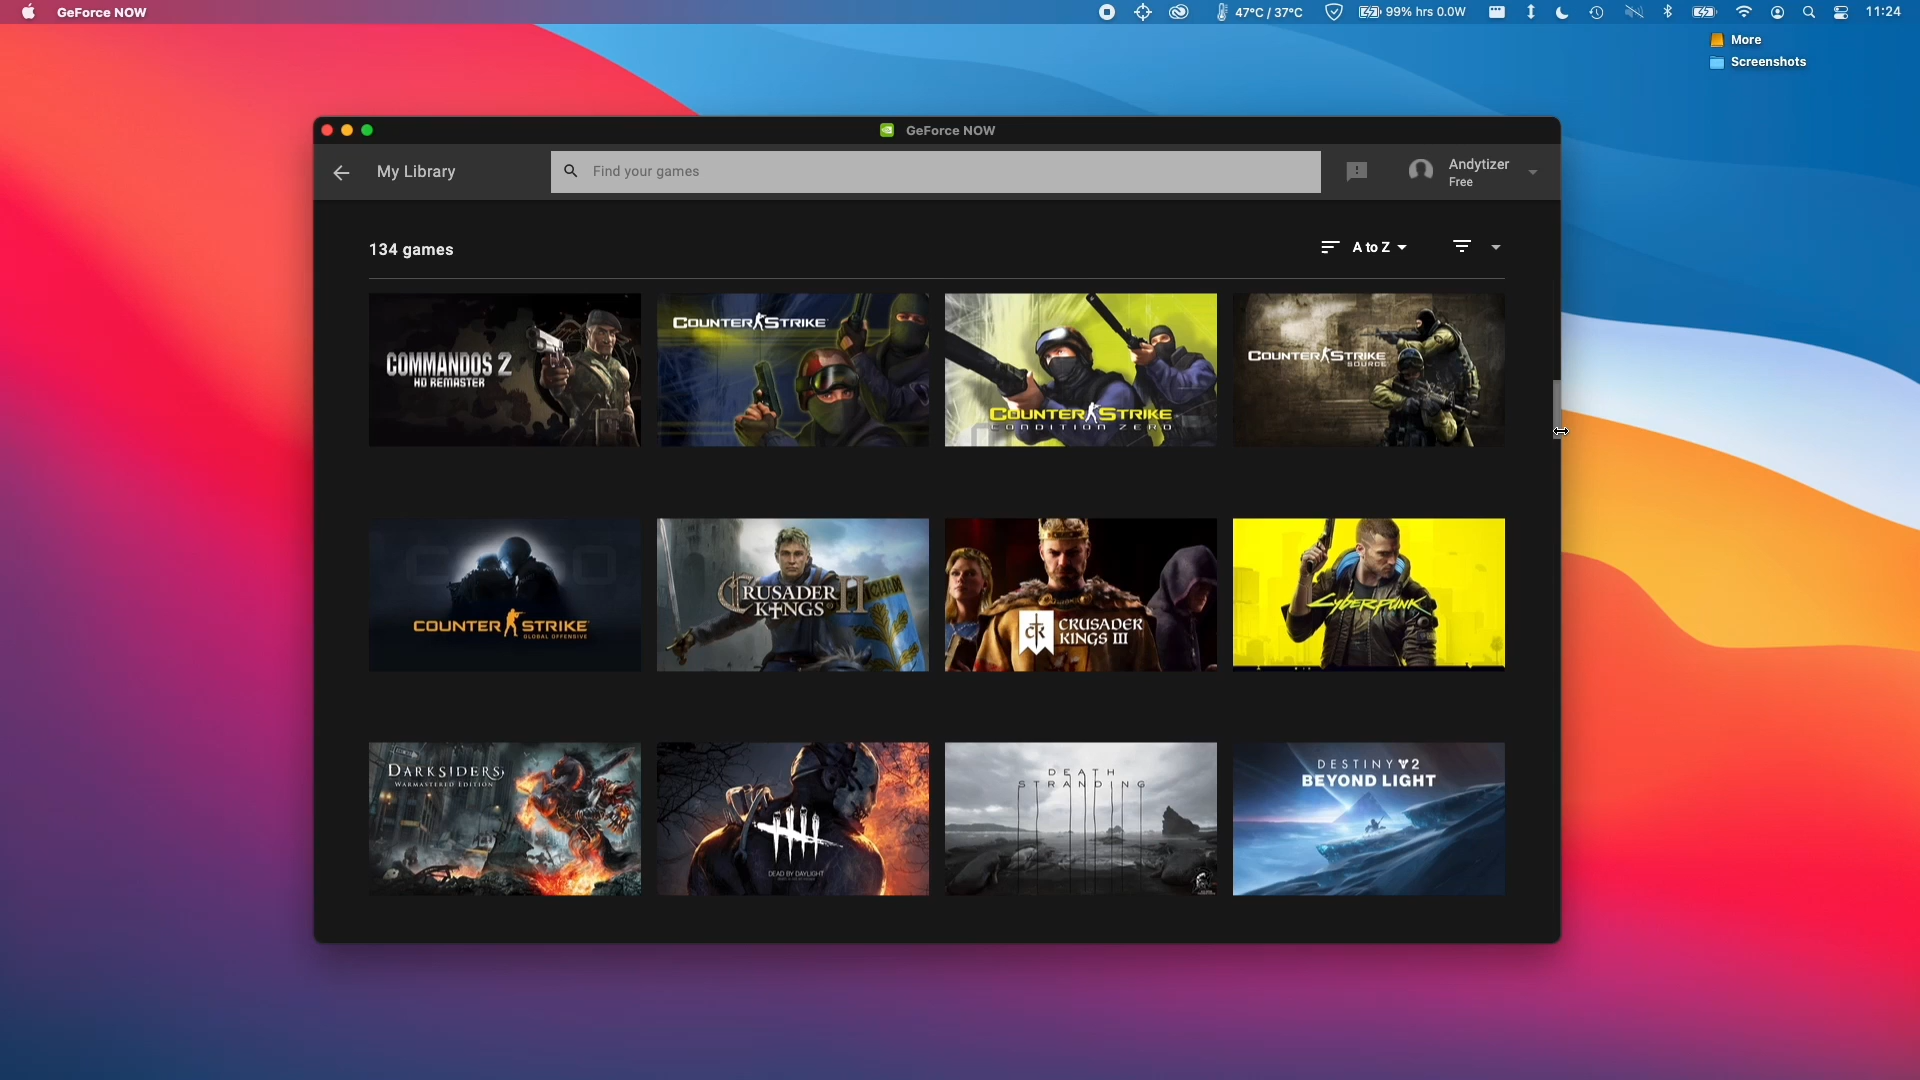 GeForce NOW
47°C / 37°C
99% hrs 0.0W
11:24
More
Screenshots
GeForce NOW
My Library
Find your games
Andytizer
Free
134 games
A to Z
COMMANDOS 2
HD REMASTER
COUNTER STRIKE
COUNTER STRIKE
CONDITION ZERO
COUNTER STRIKE
SOURCE
COUNTER STRIKE
GLOBAL OFFENSIVE
CRUSADER
KINGS II
CRUSADER
KINGS III
CYBERPUNK
DARKSIDERS
WARMASTERED EDITION
DEAD BY DAYLIGHT
DEATH
STRANDING
DESTINY 2
BEYOND LIGHT